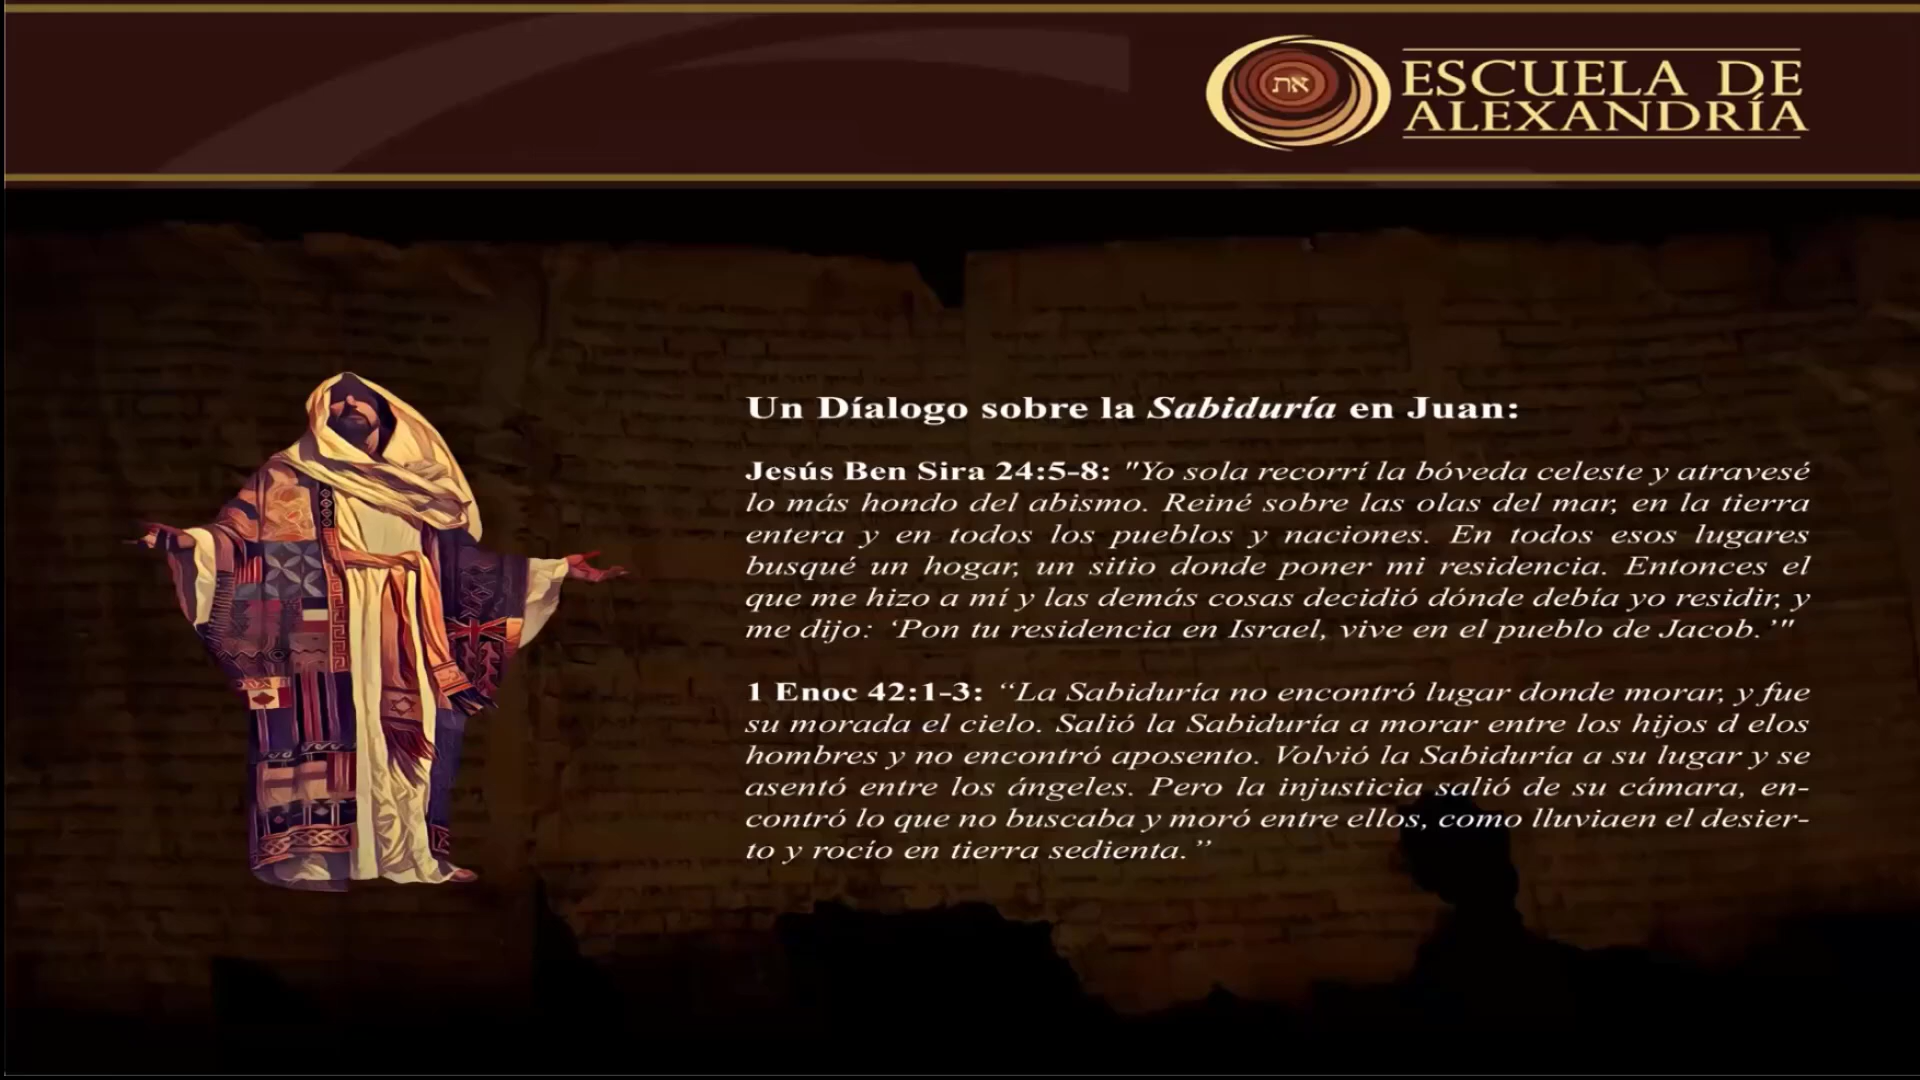 את
ESCUELA DE
ALEXANDRÍA
Un Díalogo sobre la Sabiduría en Juan:
Jesús Ben Sira 24:5-8: "Yo sola recorrí la bóveda celeste y atravesé
lo más hondo del abismo. Reiné sobre las olas del mar, en la tierra
entera y en todos los pueblos y naciones. En todos esos lugares
busqué un hogar, un sitio donde poner mi residencia. Entonces el
que me hizo a mí y las demás cosas decidió dónde debía yo residir, y
me dijo: ‘Pon tu residencia en Israel, vive en el pueblo de Jacob.’"
1 Enoc 42:1-3: “La Sabiduría no encontró lugar donde morar, y fue
su morada el cielo. Salió la Sabiduría a morar entre los hijos d elos
hombres y no encontró aposento. Volvió la Sabiduría a su lugar y se
asentó entre los ángeles. Pero la injusticia salió de su cámara, en-
contró lo que no buscaba y moró entre ellos, como lluviaen el desier-
to y rocío en tierra sedienta.”